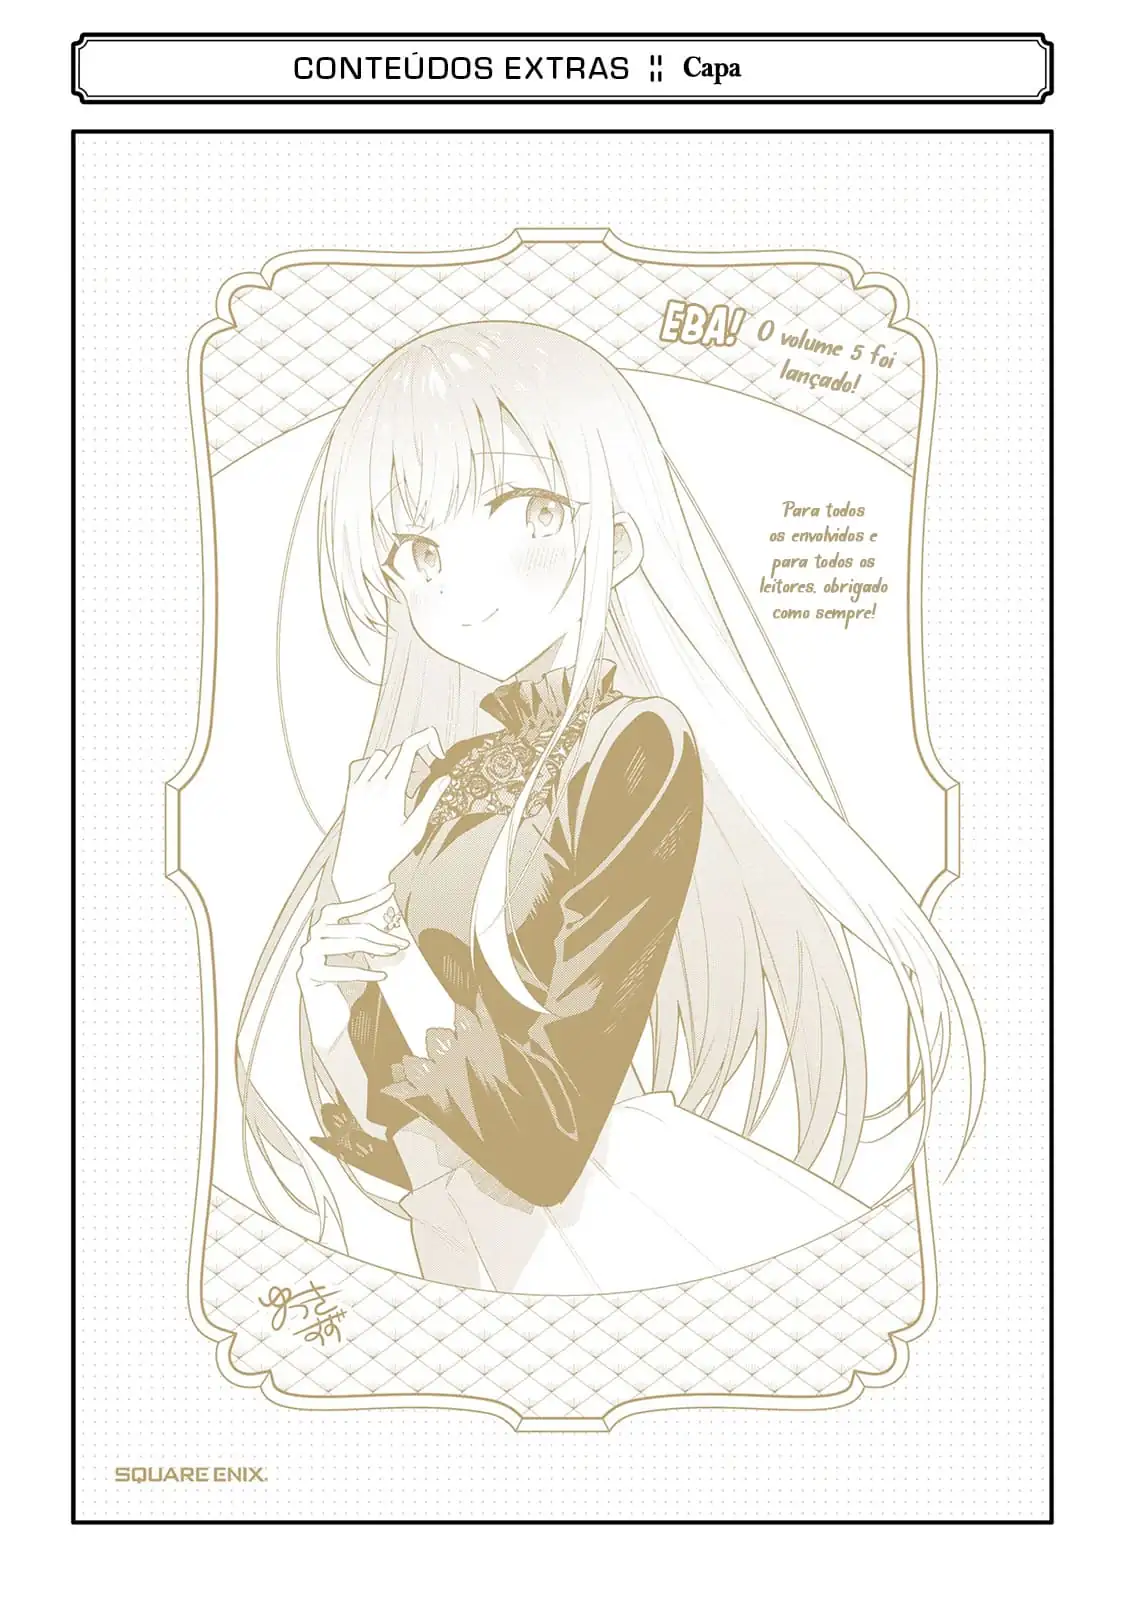 CONTEÚDOS EXTRAS ¦¦ Capa
EBA! O volume 5 foi
lançado!
Para todos
os envolvidos e
para todos os
leitores, obrigado
como sempre!
SQUARE ENIX.